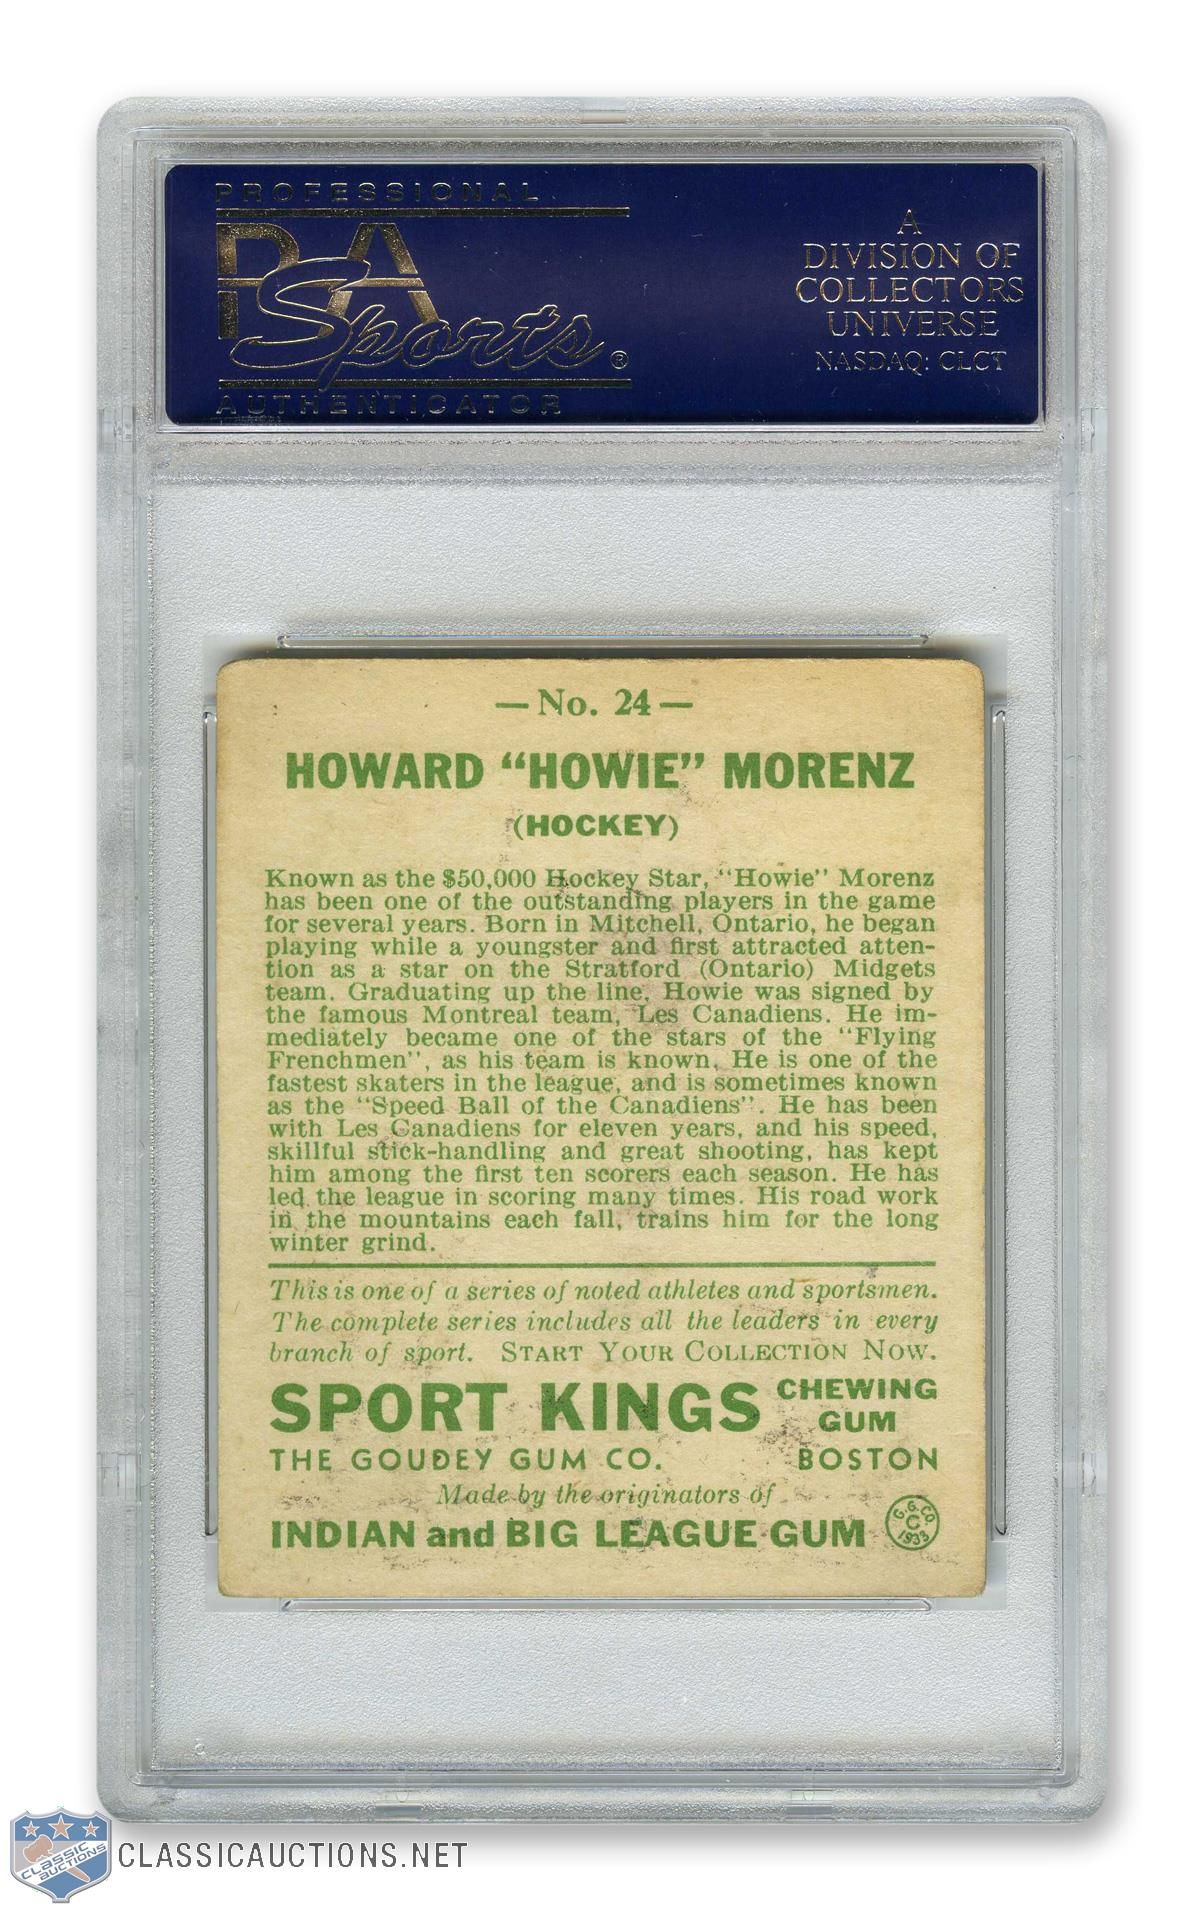 PROFESSIONAL
PSA
Sports®
AUTHENTICATOR
A
DIVISION OF
COLLECTORS
UNIVERSE
NASDAQ: CLCT
— No. 24 —
HOWARD "HOWIE" MORENZ
(HOCKEY)
Known as the $50,000 Hockey Star, "Howie" Morenz
has been one of the outstanding players in the game
for several years. Born in Mitchell, Ontario, he began
playing while a youngster and first attracted atten-
tion as a star on the Stratford (Ontario) Midgets
team. Graduating up the line, Howie was signed by
the famous Montreal team, Les Canadiens. He im-
mediately became one of the stars of the "Flying
Frenchmen", as his team is known. He is one of the
fastest skaters in the league, and is sometimes known
as the "Speed Ball of the Canadiens". He has been
with Les Canadiens for eleven years, and his speed,
skillful stick-handling and great shooting, has kept
him among the first ten scorers each season. He has
led the league in scoring many times. His road work
in the mountains each fall, trains him for the long
winter grind.
This is one of a series of noted athletes and sportsmen.
The complete series includes all the leaders in every
branch of sport. START YOUR COLLECTION NOW.
SPORT KINGS CHEWING GUM
THE GOUDEY GUM CO. BOSTON
Made by the originators of
INDIAN and BIG LEAGUE GUM
G.G.CO.
C
1933
CLASSIC
AUCTIONS
CLASSICAUCTIONS.NET